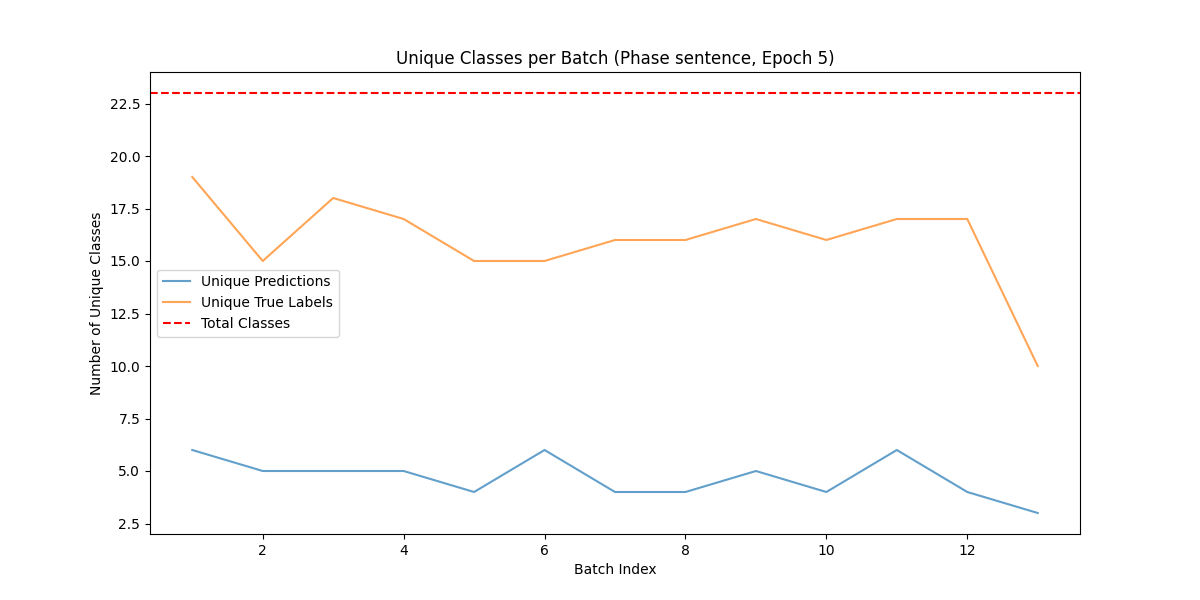 Unique Classes per Batch (Phase sentence, Epoch 5)
22.5
20.0
17.5
15.0
12.5
10.0
7.5
5.0
2.5
Number of Unique Classes
Unique Predictions
Unique True Labels
Total Classes
2
4
6
8
10
12
Batch Index